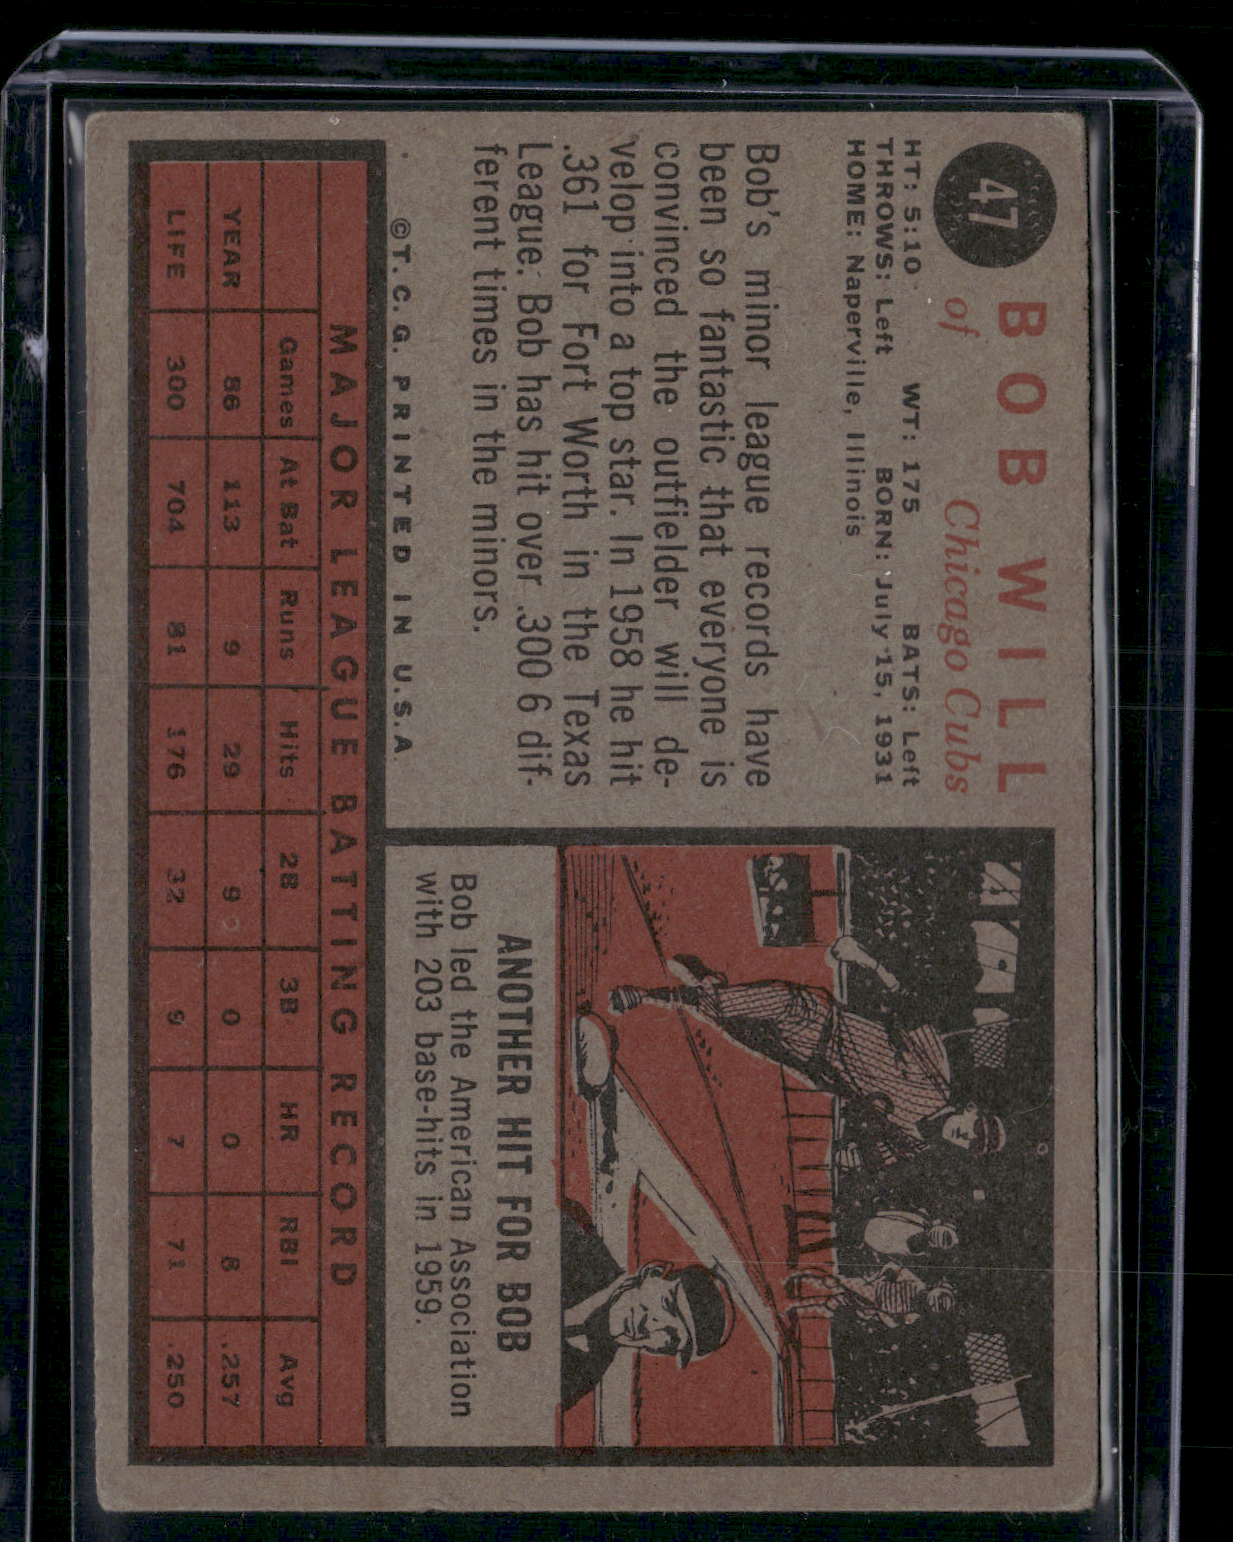 47
BOB WILL
of Chicago Cubs
HT: 5:10 WT: 175 BATS: Left
THROWS: Left BORN: July 15, 1931
HOME: Naperville, Illinois
Bob's minor league records have
been so fantastic that everyone is
convinced the outfielder will de-
velop into a top star. In 1958 he hit
.361 for Fort Worth in the Texas
League. Bob has hit over .300 6 dif-
ferent times in the minors.
©T. C. G. PRINTED IN U.S.A.
ANOTHER HIT FOR BOB
Bob led the American Association
with 203 base-hits in 1959.
MAJOR LEAGUE BATTING RECORD
Games At Bat Runs Hits 2B 3B HR RBI Avg
YEAR 86 113 9 29 9 0 0 8 .257
LIFE 300 704 81 176 32 9 7 71 .250